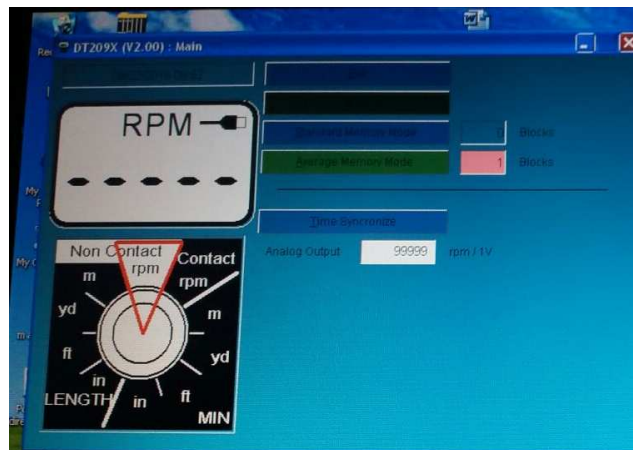 DT209X (V2.00) : Main
RPM
- - - - -
Standard Memory Mode 0 Blocks
Average Memory Mode 1 Blocks
Time Syncronize
Analog Output 99999 rpm / 1V
Non Contact
rpm
Contact
rpm
m
yd
ft
in
LENGTH
in
ft
yd
m
MIN